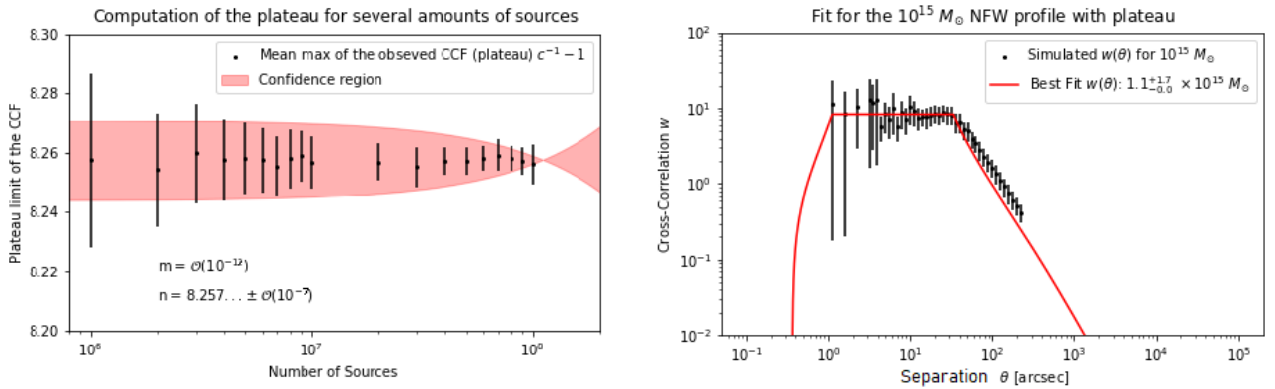 Computation of the plateau for several amounts of sources
Mean max of the obseved CCF (plateau) c⁻¹ − 1
Confidence region
Plateau limit of the CCF
8.30
8.28
8.26
8.24
8.22
8.20
m = 𝒪(10⁻¹²)
n = 8.257... ± 𝒪(10⁻⁷)
10⁶
10⁷
10⁸
Number of Sources
Fit for the 10¹⁵ M⊙ NFW profile with plateau
Simulated w(θ) for 10¹⁵ M⊙
Best Fit w(θ): 1.1⁺¹·⁷₋₀.₀ × 10¹⁵ M⊙
Cross-Correlation w
10²
10¹
10⁰
10⁻¹
10⁻²
10⁻¹
10⁰
10¹
10²
10³
10⁴
10⁵
Separation θ [arcsec]